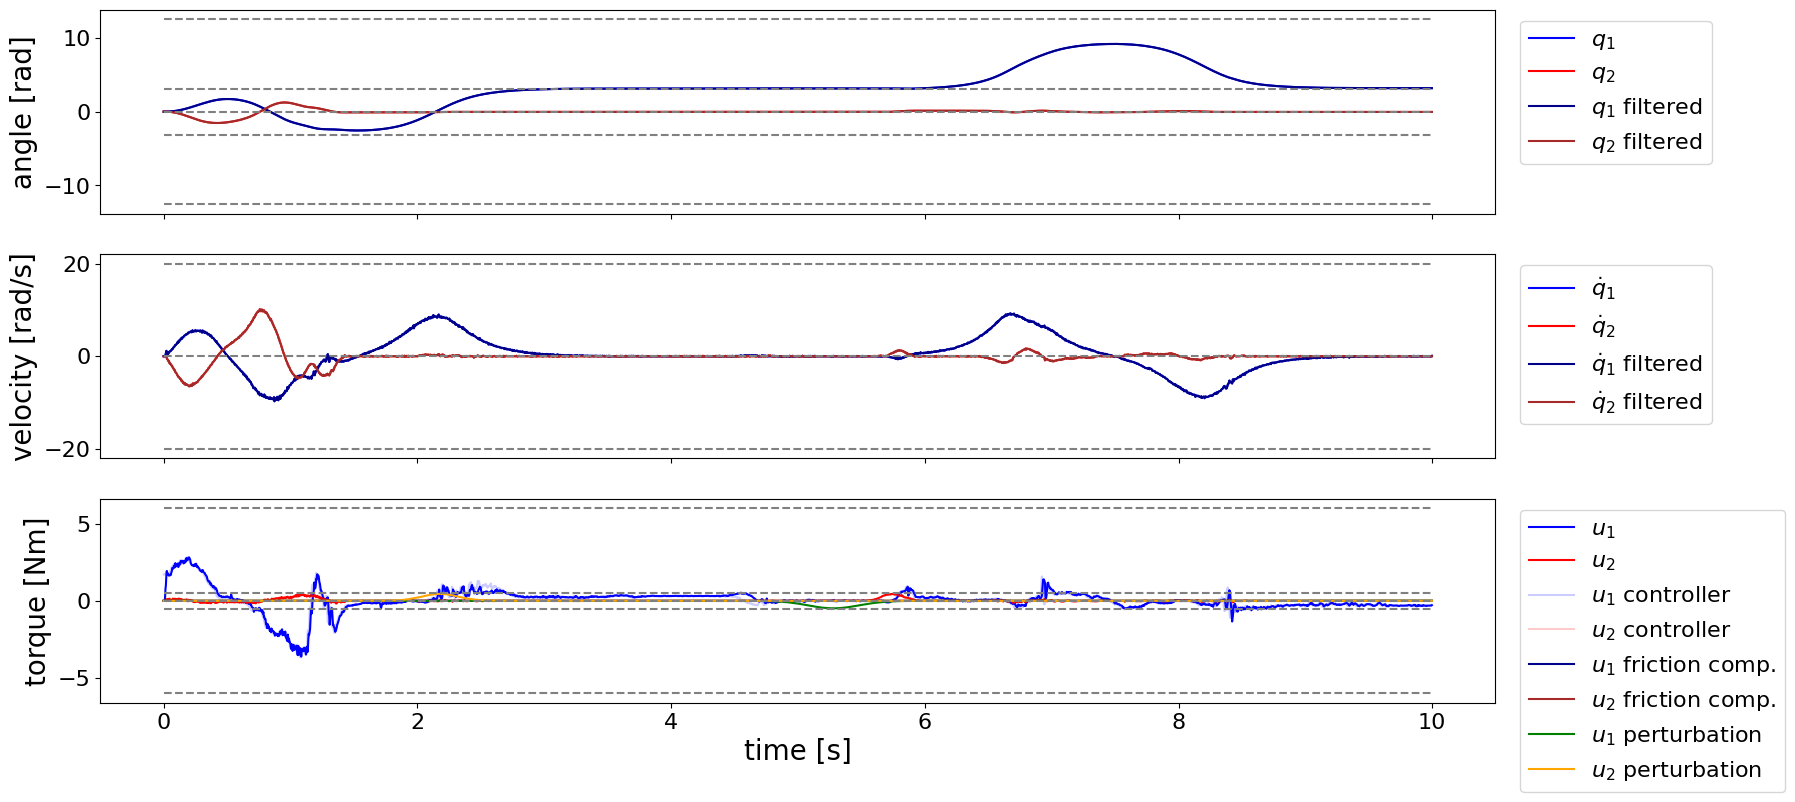 angle [rad]
10
0
−10
q₁
q₂
q₁ filtered
q₂ filtered
velocity [rad/s]
20
0
−20
q̇₁
q̇₂
q̇₁ filtered
q̇₂ filtered
torque [Nm]
5
0
−5
0 2 4 6 8 10
time [s]
u₁
u₂
u₁ controller
u₂ controller
u₁ friction comp.
u₂ friction comp.
u₁ perturbation
u₂ perturbation